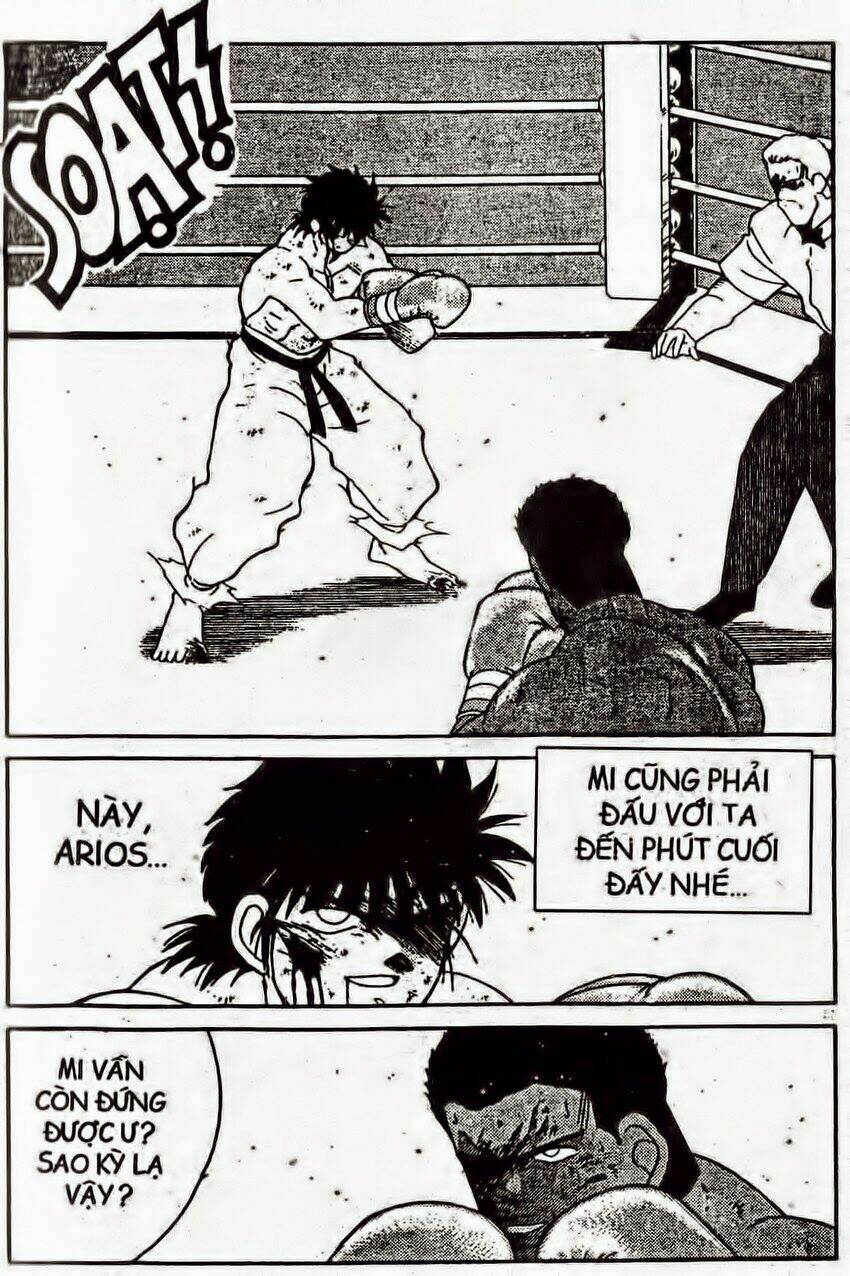 SOẠT!
NÀY,
ARIOS...
MI CŨNG PHẢI
ĐẤU VỚI TA
ĐẾN PHÚT CUỐI
ĐẤY NHÉ...
MI VẪN
CÒN ĐỨNG
ĐƯỢC Ư?
SAO KỲ LẠ
VẬY?